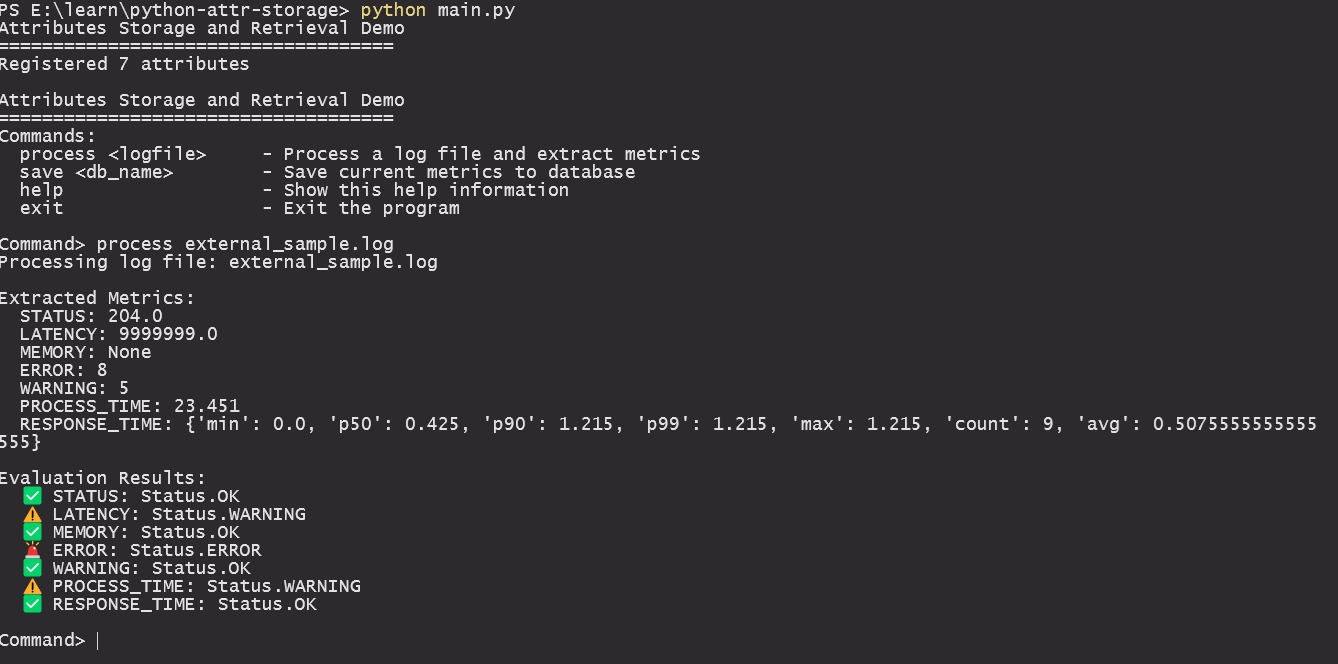 PS E:\learn\python-attr-storage> python main.py
Attributes Storage and Retrieval Demo
====================================
Registered 7 attributes

Attributes Storage and Retrieval Demo
====================================
Commands:
  process <logfile>     - Process a log file and extract metrics
  save <db_name>        - Save current metrics to database
  help                  - Show this help information
  exit                  - Exit the program

Command> process external_sample.log
Processing log file: external_sample.log

Extracted Metrics:
  STATUS: 204.0
  LATENCY: 9999999.0
  MEMORY: None
  ERROR: 8
  WARNING: 5
  PROCESS_TIME: 23.451
  RESPONSE_TIME: {'min': 0.0, 'p50': 0.425, 'p90': 1.215, 'p99': 1.215, 'max': 1.215, 'count': 9, 'avg': 0.5075555555555
555}

Evaluation Results:
  ✅ STATUS: Status.OK
  ⚠️ LATENCY: Status.WARNING
  ✅ MEMORY: Status.OK
  🚨 ERROR: Status.ERROR
  ✅ WARNING: Status.OK
  ⚠️ PROCESS_TIME: Status.WARNING
  ✅ RESPONSE_TIME: Status.OK

Command>